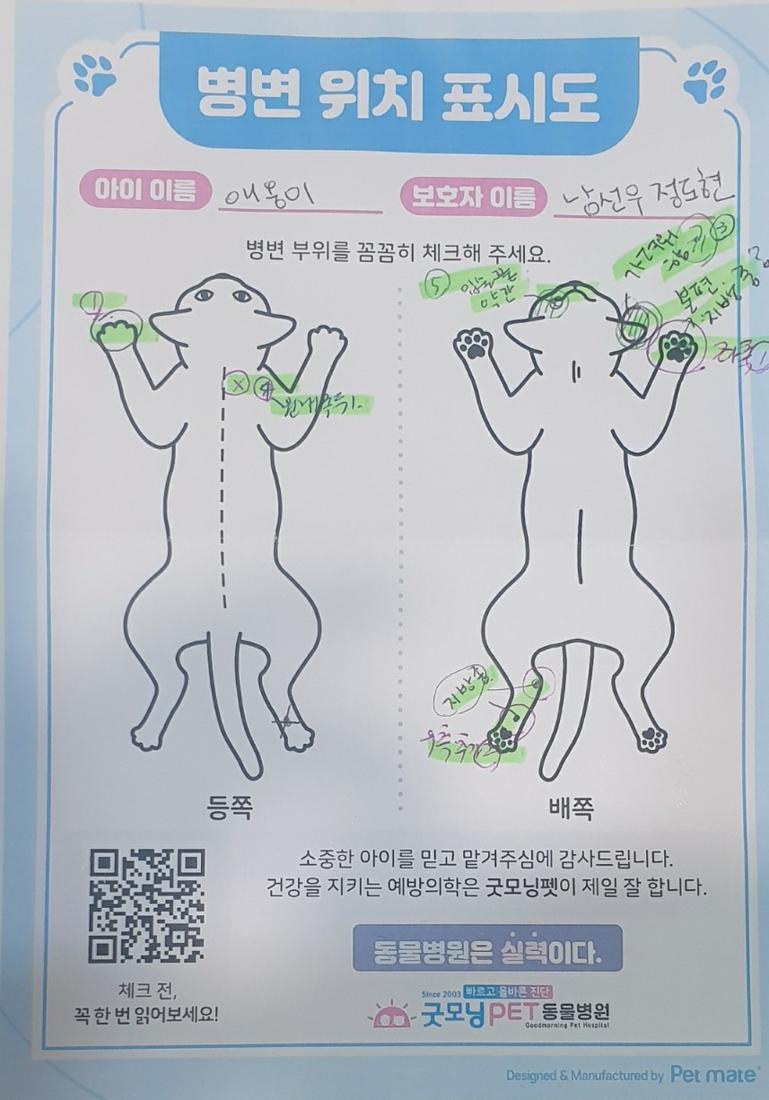 병변 위치 표시도
아이 이름 애옹이
보호자 이름 남선우 정도현
병변 부위를 꼼꼼히 체크해 주세요.
①
③
⑤
약간
X ④
지방종
등쪽
배쪽
소중한 아이를 믿고 맡겨주심에 감사드립니다.
건강을 지키는 예방의학은 굿모닝펫이 제일 잘 합니다.
동물병원은 실력이다.
체크 전,
꼭 한 번 읽어보세요!
Since 2003 빠르고 올바른 진단
굿모닝PET동물병원
Goodmorning Pet Hospital
Designed & Manufactured by Pet mate